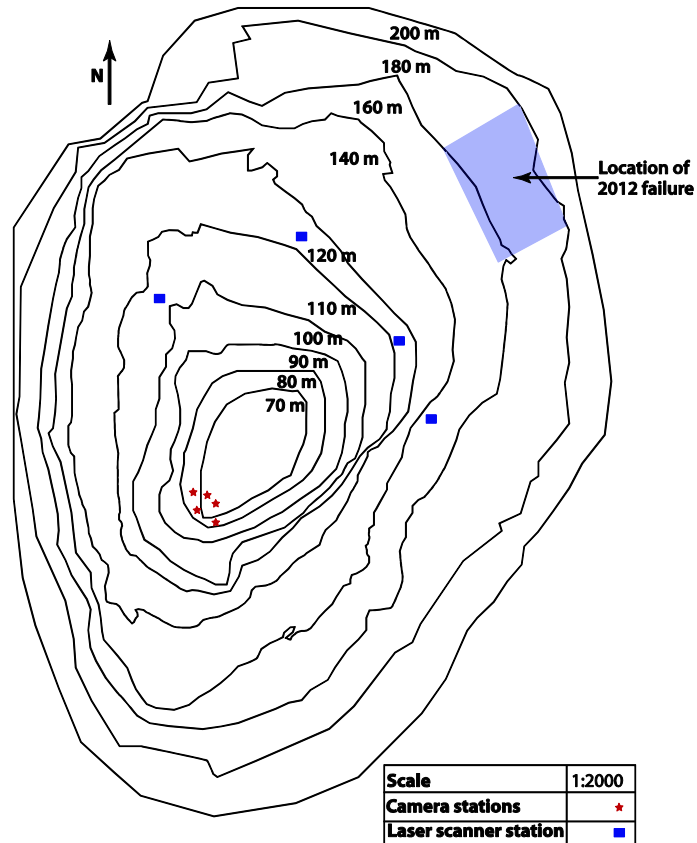 200 m
180 m
N
160 m
140 m
Location of
2012 failure
120 m
110 m
100 m
90 m
80 m
70 m
Scale 1:2000
Camera stations
Laser scanner station